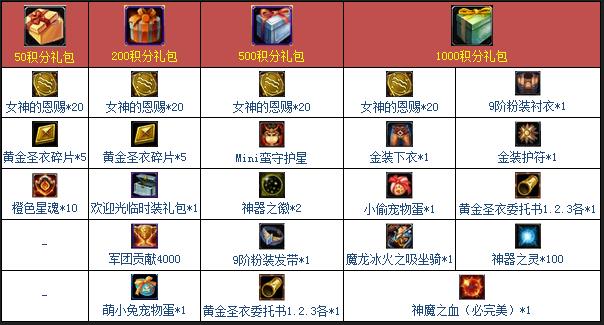 50积分礼包 200积分礼包 500积分礼包 1000积分礼包
女神的恩赐*20 女神的恩赐*20 女神的恩赐*20 女神的恩赐*20 9阶粉装衬衣*1
黄金圣衣碎片*5 黄金圣衣碎片*5 Mini蛮守护星 金装下衣*1 金装护符*1
橙色星魂*10 欢迎光临时装礼包*1 神器之徽*2 小偷宠物蛋*1 黄金圣衣委托书1.2.3各*1
- 军团贡献4000 9阶粉装发带*1 魔龙冰火之吸坐骑*1 神器之灵*100
- 萌小兔宠物蛋*1 黄金圣衣委托书1.2.3各*1 神魔之血（必完美）*1